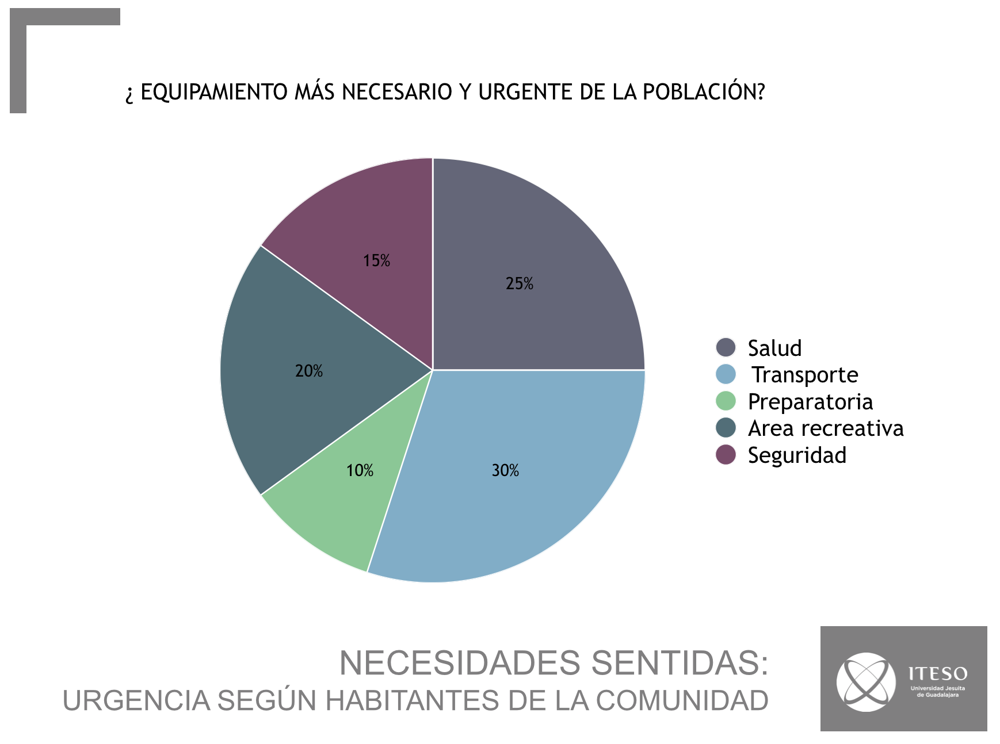 ¿ EQUIPAMIENTO MÁS NECESARIO Y URGENTE DE LA POBLACIÓN?
15%
25%
20%
10%
30%
Salud
Transporte
Preparatoria
Area recreativa
Seguridad
NECESIDADES SENTIDAS:
URGENCIA SEGÚN HABITANTES DE LA COMUNIDAD
ITESO
Universidad Jesuita
de Guadalajara